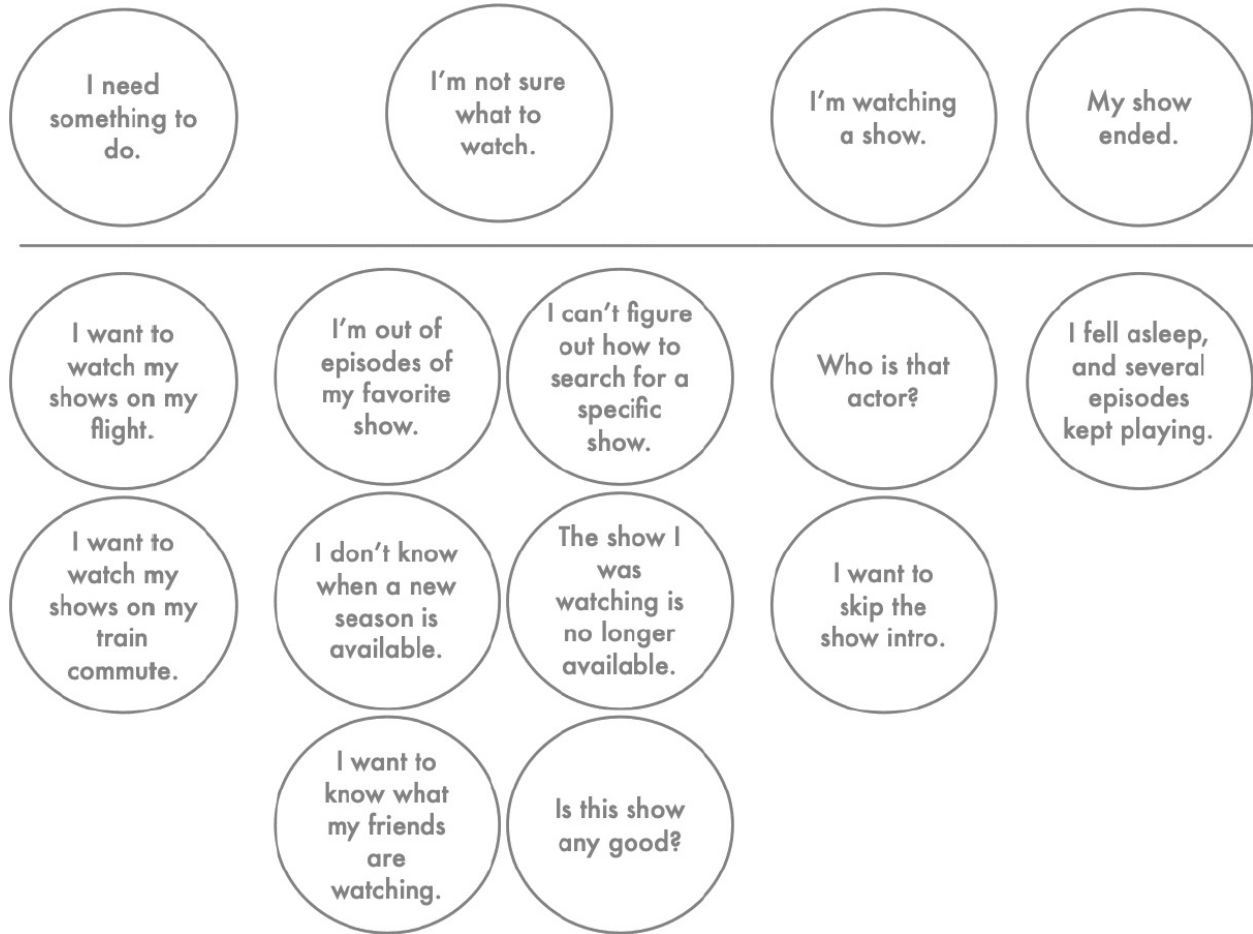 I need
something to
do.
I'm not sure
what to
watch.
I'm watching
a show.
My show
ended.
I want to
watch my
shows on my
flight.
I'm out of
episodes of
my favorite
show.
I can't figure
out how to
search for a
specific
show.
Who is that
actor?
I fell asleep,
and several
episodes
kept playing.
I want to
watch my
shows on my
train
commute.
I don't know
when a new
season is
available.
The show I
was
watching is
no longer
available.
I want to
skip the
show intro.
I want to
know what
my friends
are
watching.
Is this show
any good?